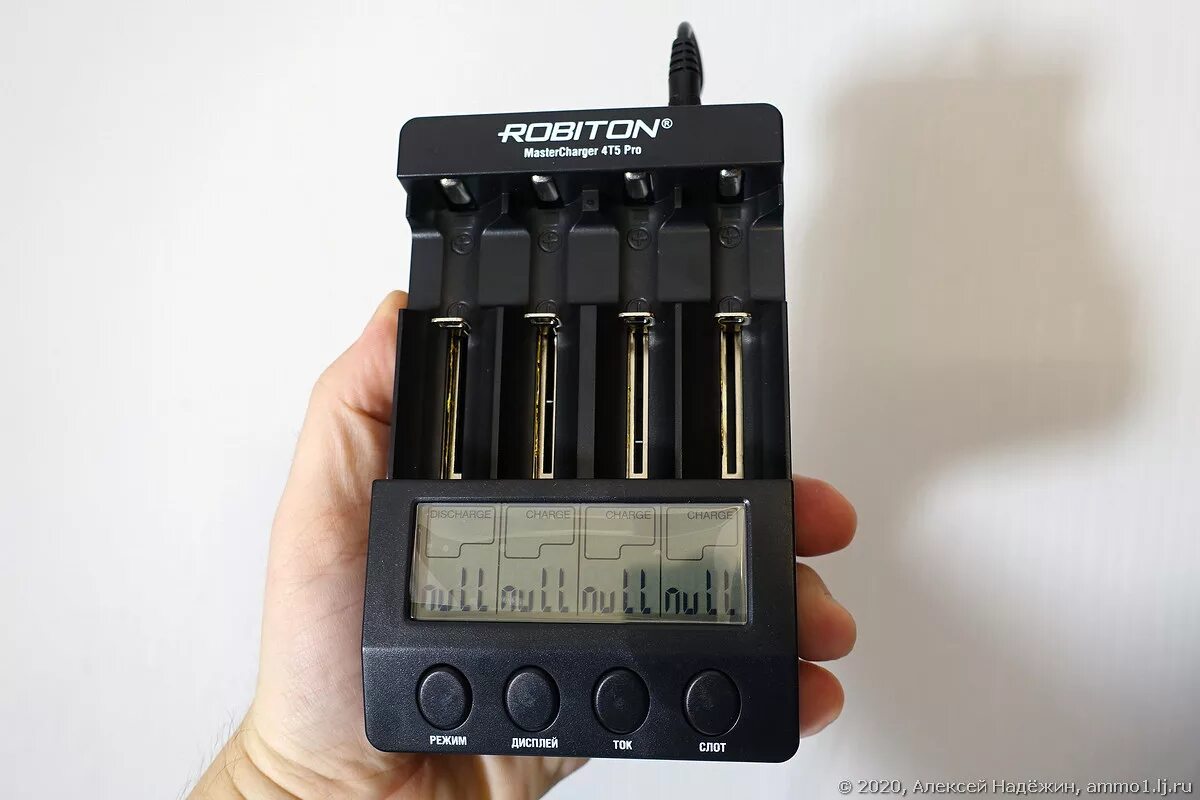 ROBITON®
MasterCharger 4T5 Pro
DISCHARGE CHARGE CHARGE CHARGE
null null null null
РЕЖИМ ДИСПЛЕЙ ТОК СЛОТ
© 2020, Алексей Надёжин, ammo1.lj.ru